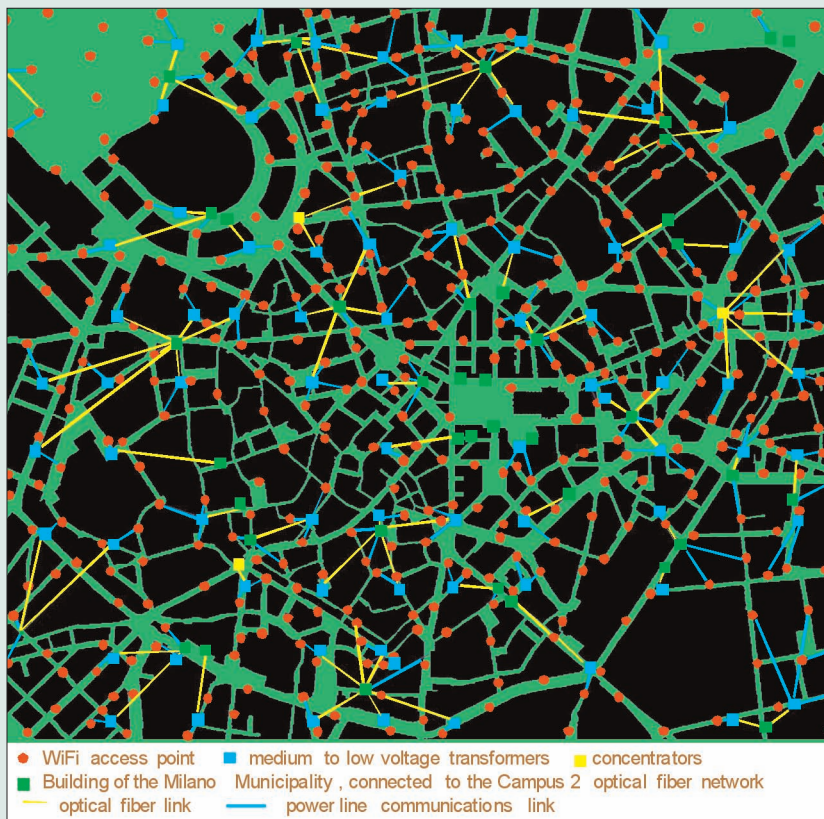 WiFi access point medium to low voltage transformers concentrators
Building of the Milano Municipality , connected to the Campus 2 optical fiber network
optical fiber link power line communications link